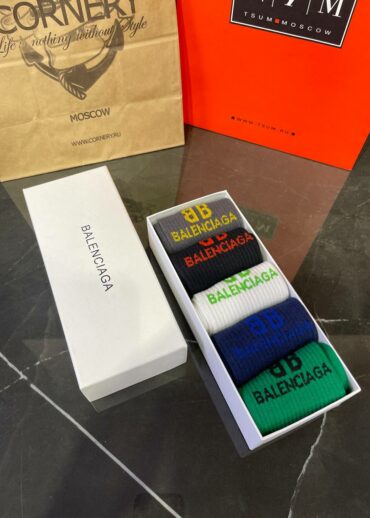 CORNERY
Life is nothing without Style
MOSCOW
WWW.CORNERY.RU
TSUM■MOSCOW
■WWW.TSUM.RU■
BALENCIAGA
BB
BALENCIAGA
BB
BALENCIAGA
BALENCIAGA
BB
BALENCIAGA
BB
BALENCIAGA